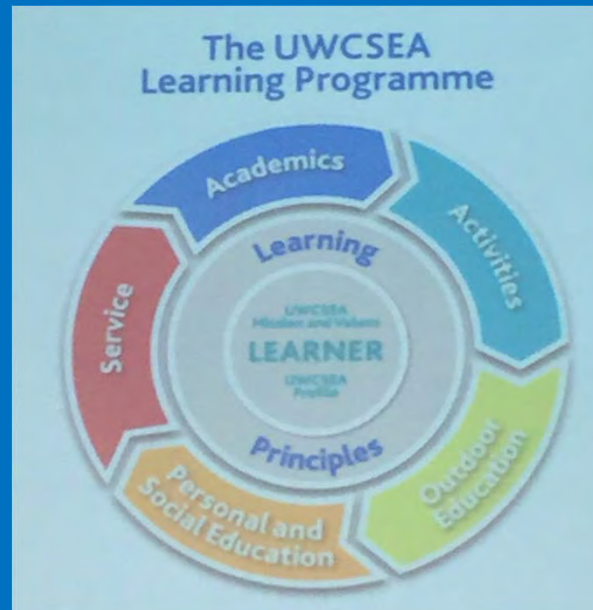 The UWCSEA
Learning Programme
Academics
Activities
Outdoor
Education
Personal and
Social Education
Service
Learning
Principles
UWCSEA
Mission and Values
LEARNER
UWCSEA
Profile